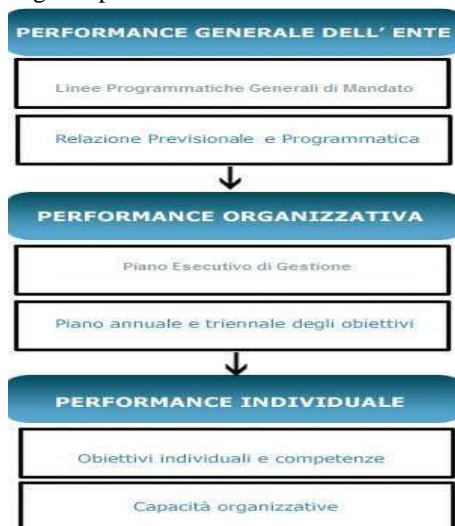 PERFORMANCE GENERALE DELL' ENTE
Linee Programmatiche Generali di Mandato
Relazione Previsionale e Programmatica
PERFORMANCE ORGANIZZATIVA
Piano Esecutivo di Gestione
Piano annuale e triennale degli obiettivi
PERFORMANCE INDIVIDUALE
Obiettivi individuali e competenze
Capacità organizzative